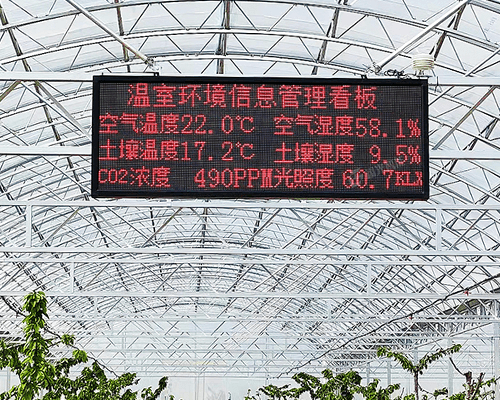 温室环境信息管理看板
空气温度22.0℃ 空气湿度58.1%
土壤温度17.2℃ 土壤湿度 9.5%
CO2浓度 490PPM光照度 60.7KLX